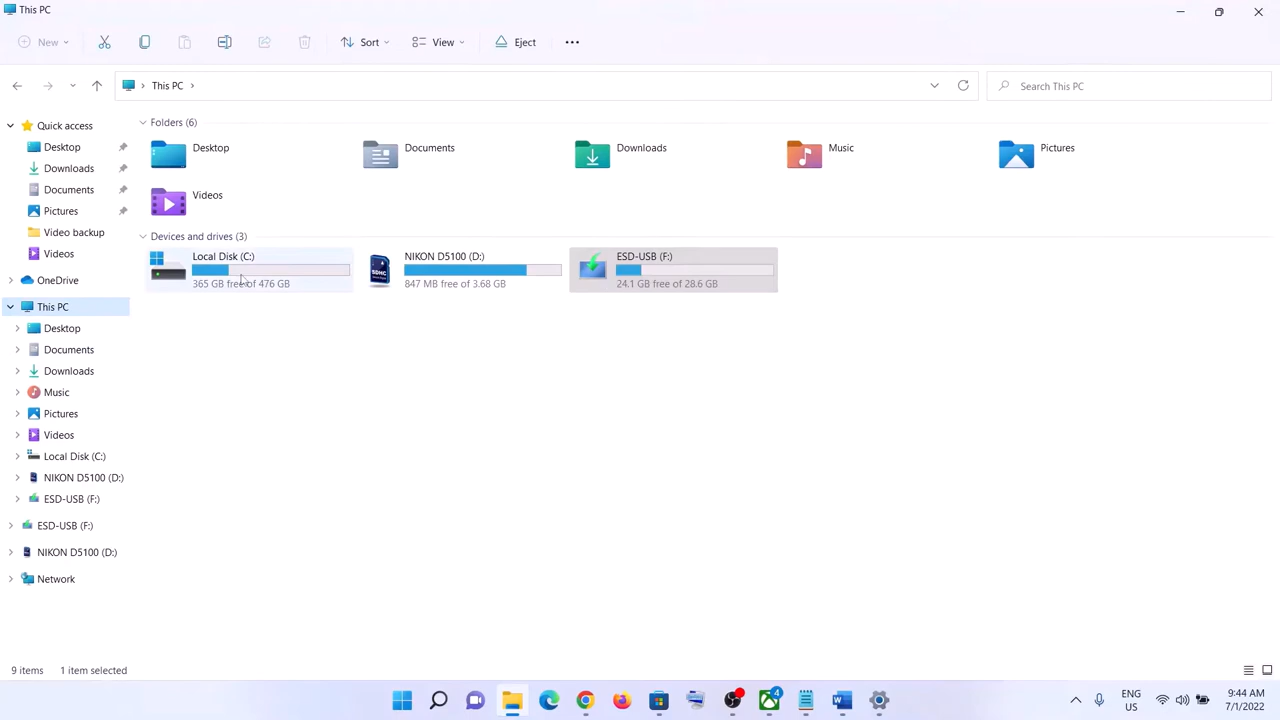 This PC
New
Sort
View
Eject
This PC
Search This PC
Quick access
Desktop
Downloads
Documents
Pictures
Video backup
Videos
OneDrive
This PC
Desktop
Documents
Downloads
Music
Pictures
Videos
Local Disk (C:)
NIKON D5100 (D:)
ESD-USB (F:)
ESD-USB (F:)
NIKON D5100 (D:)
Network
Folders (6)
Desktop
Documents
Downloads
Music
Pictures
Videos
Devices and drives (3)
Local Disk (C:)
365 GB free of 476 GB
NIKON D5100 (D:)
847 MB free of 3.68 GB
SDHC
ESD-USB (F:)
24.1 GB free of 28.6 GB
9 items
1 item selected
4
W
ENG
US
9:44 AM
7/1/2022